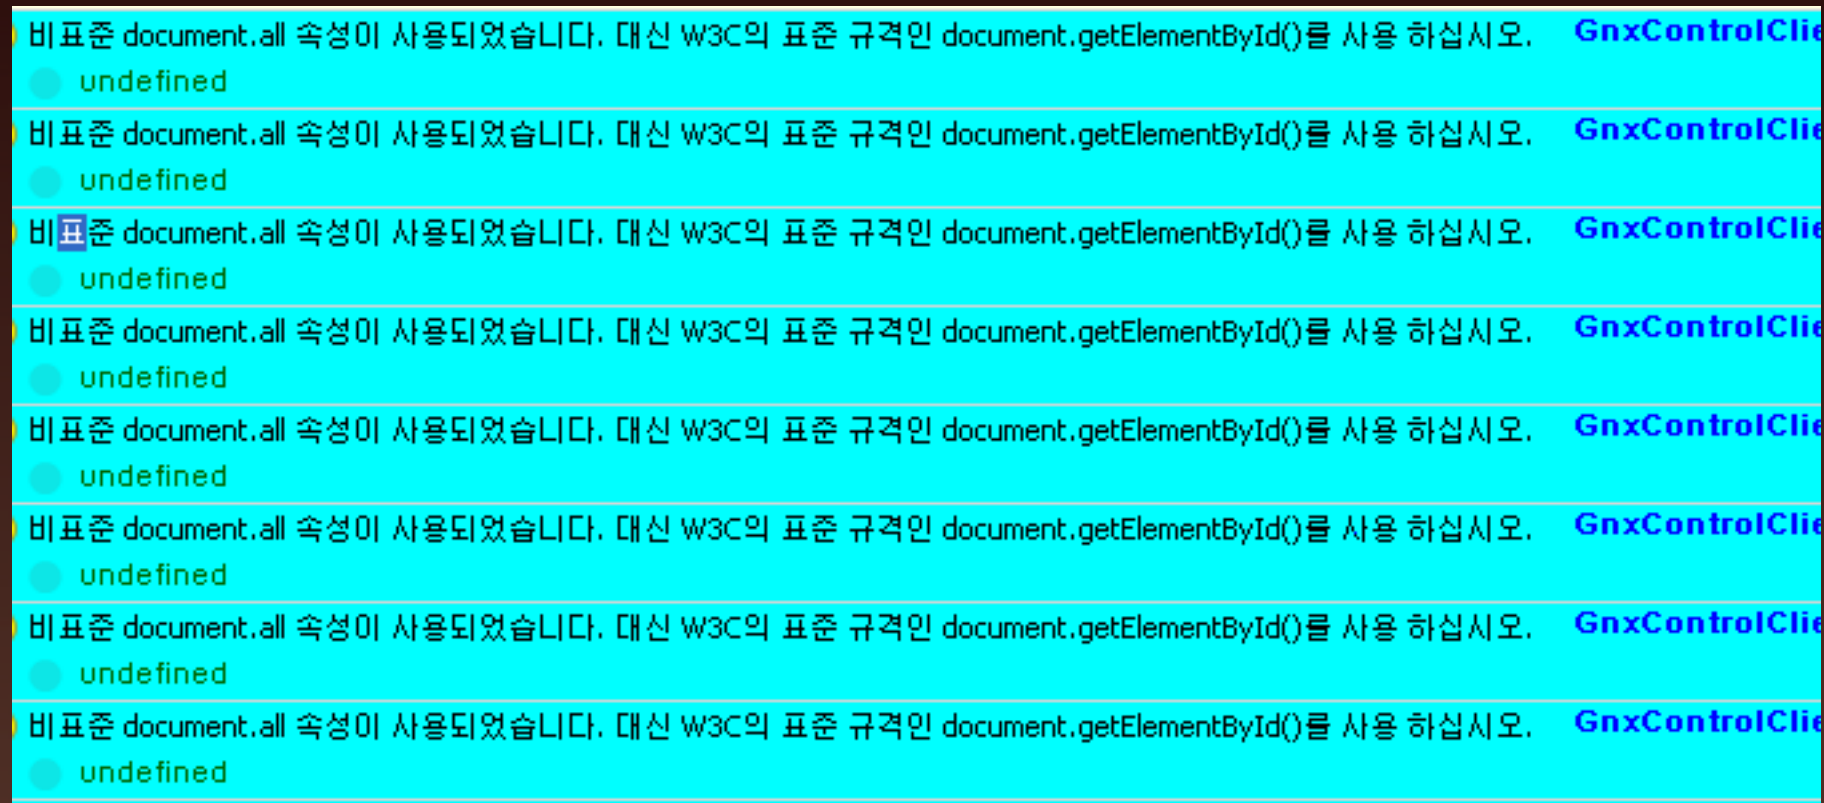 비표준 document.all 속성이 사용되었습니다. 대신 W3C의 표준 규격인 document.getElementById()를 사용 하십시오. GnxControlClie
undefined
비표준 document.all 속성이 사용되었습니다. 대신 W3C의 표준 규격인 document.getElementById()를 사용 하십시오. GnxControlClie
undefined
비표준 document.all 속성이 사용되었습니다. 대신 W3C의 표준 규격인 document.getElementById()를 사용 하십시오. GnxControlClie
undefined
비표준 document.all 속성이 사용되었습니다. 대신 W3C의 표준 규격인 document.getElementById()를 사용 하십시오. GnxControlClie
undefined
비표준 document.all 속성이 사용되었습니다. 대신 W3C의 표준 규격인 document.getElementById()를 사용 하십시오. GnxControlClie
undefined
비표준 document.all 속성이 사용되었습니다. 대신 W3C의 표준 규격인 document.getElementById()를 사용 하십시오. GnxControlClie
undefined
비표준 document.all 속성이 사용되었습니다. 대신 W3C의 표준 규격인 document.getElementById()를 사용 하십시오. GnxControlClie
undefined
비표준 document.all 속성이 사용되었습니다. 대신 W3C의 표준 규격인 document.getElementById()를 사용 하십시오. GnxControlClie
undefined